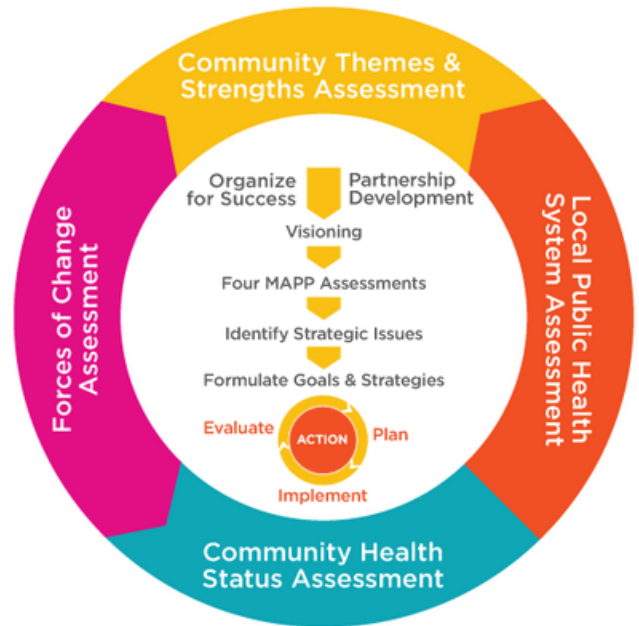 Community Themes &
Strengths Assessment
Organize
for Success
Partnership
Development
Visioning
Four MAPP Assessments
Identify Strategic Issues
Formulate Goals & Strategies
Evaluate
ACTION
Plan
Implement
Forces of Change
Assessment
Local Public Health
System Assessment
Community Health
Status Assessment